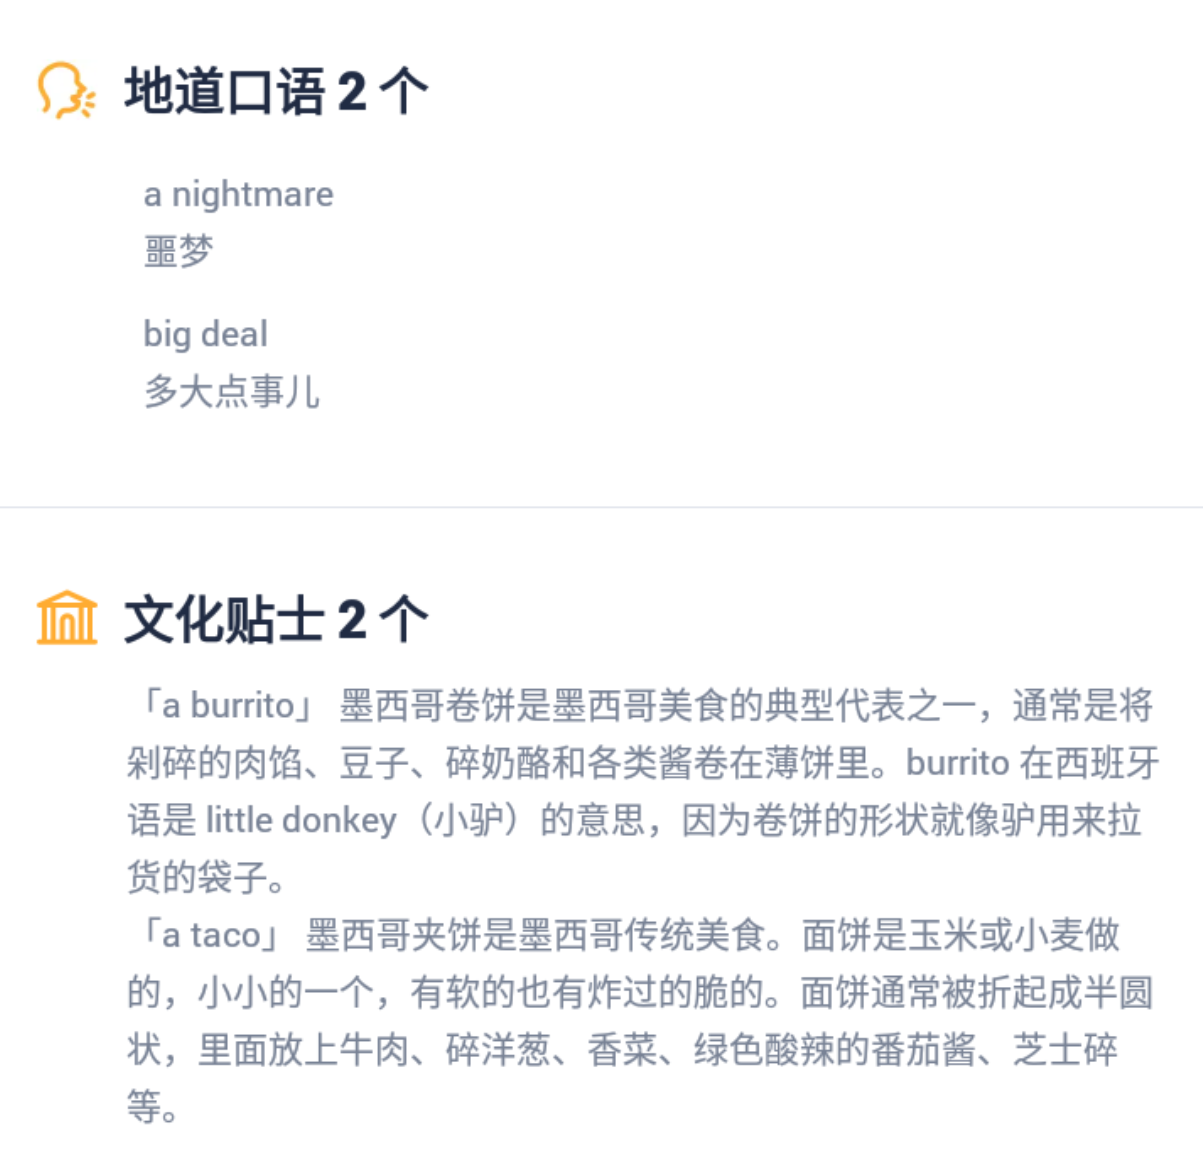 地道口语 2 个
a nightmare
噩梦
big deal
多大点事儿
文化贴士 2 个
「a burrito」 墨西哥卷饼是墨西哥美食的典型代表之一，通常是将
剁碎的肉馅、豆子、碎奶酪和各类酱卷在薄饼里。burrito 在西班牙
语是 little donkey（小驴）的意思，因为卷饼的形状就像驴用来拉
货的袋子。
「a taco」 墨西哥夹饼是墨西哥传统美食。面饼是玉米或小麦做
的，小小的一个，有软的也有炸过的脆的。面饼通常被折起成半圆
状，里面放上牛肉、碎洋葱、香菜、绿色酸辣的番茄酱、芝士碎
等。